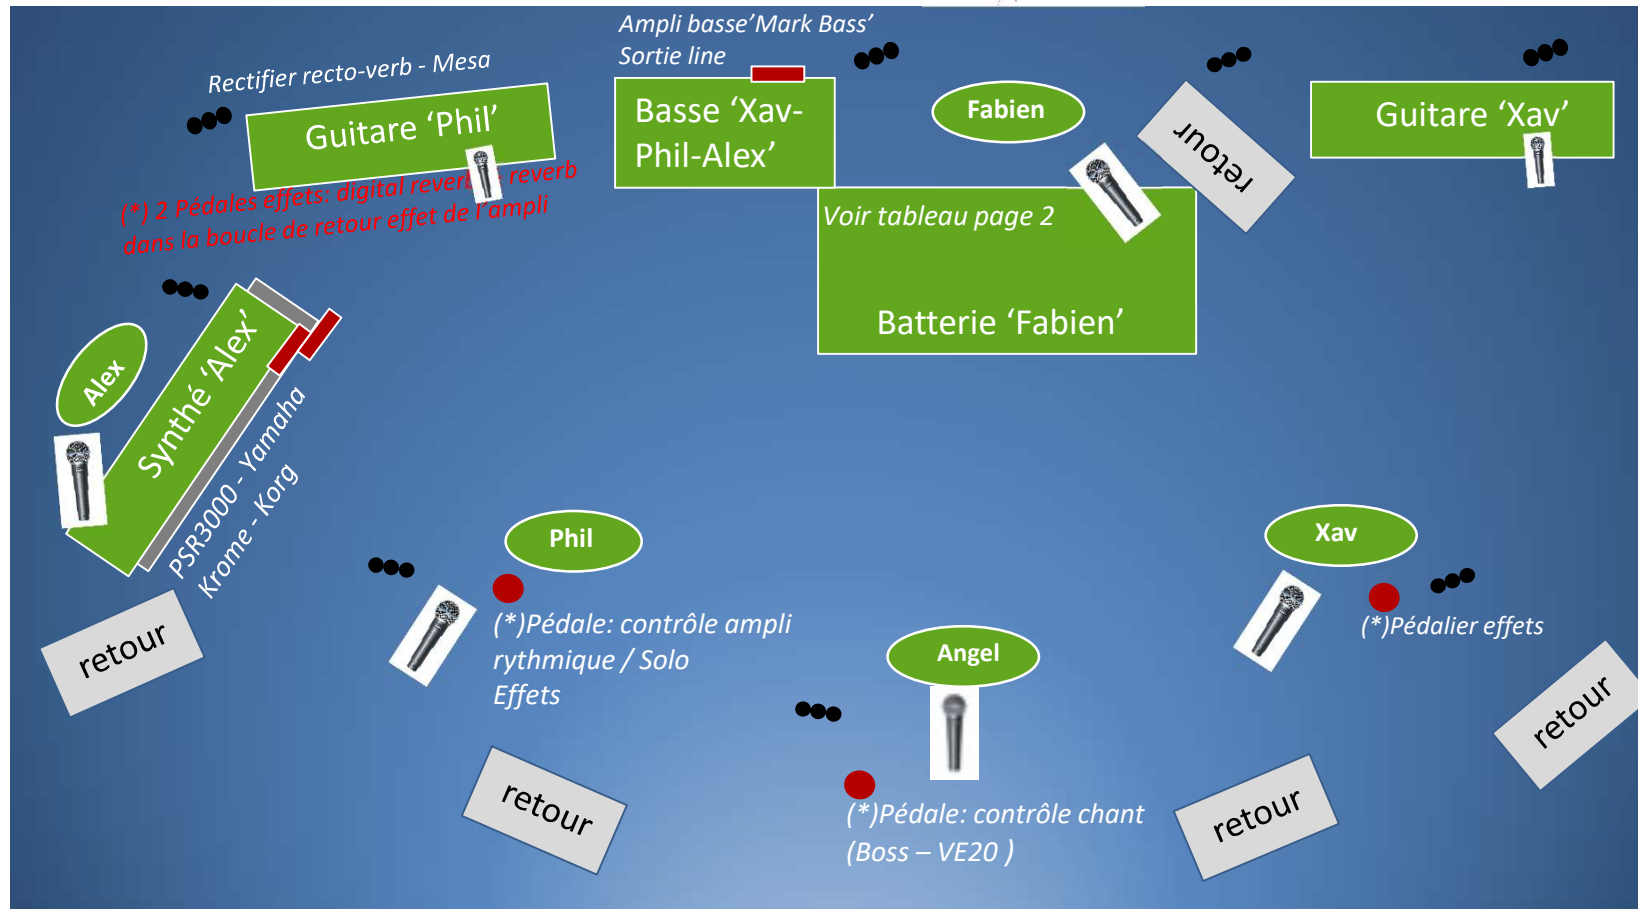 Ampli basse’Mark Bass’
Sortie line
Rectifier recto-verb - Mesa
Guitare ‘Phil’
(*) 2 Pédales effets: digital reverb - reverb
dans la boucle de retour effet de l’ampli
Basse ‘Xav-
Phil-Alex’
Fabien
retour
Guitare ‘Xav’
Voir tableau page 2
Batterie ‘Fabien’
Alex
Synthé ‘Alex’
PSR3000 - Yamaha
Krome - Korg
retour
Phil
(*)Pédale: contrôle ampli
rythmique / Solo
Effets
retour
Angel
(*)Pédale: contrôle chant
(Boss – VE20 )
Xav
(*)Pédalier effets
retour
retour